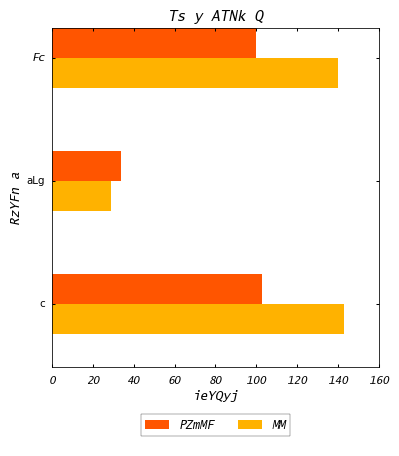 Ts y ATNk Q
Fc
aLg
c
RzYFn a
0 20 40 60 80 100 120 140 160
ieYQyj
PZmMF MM